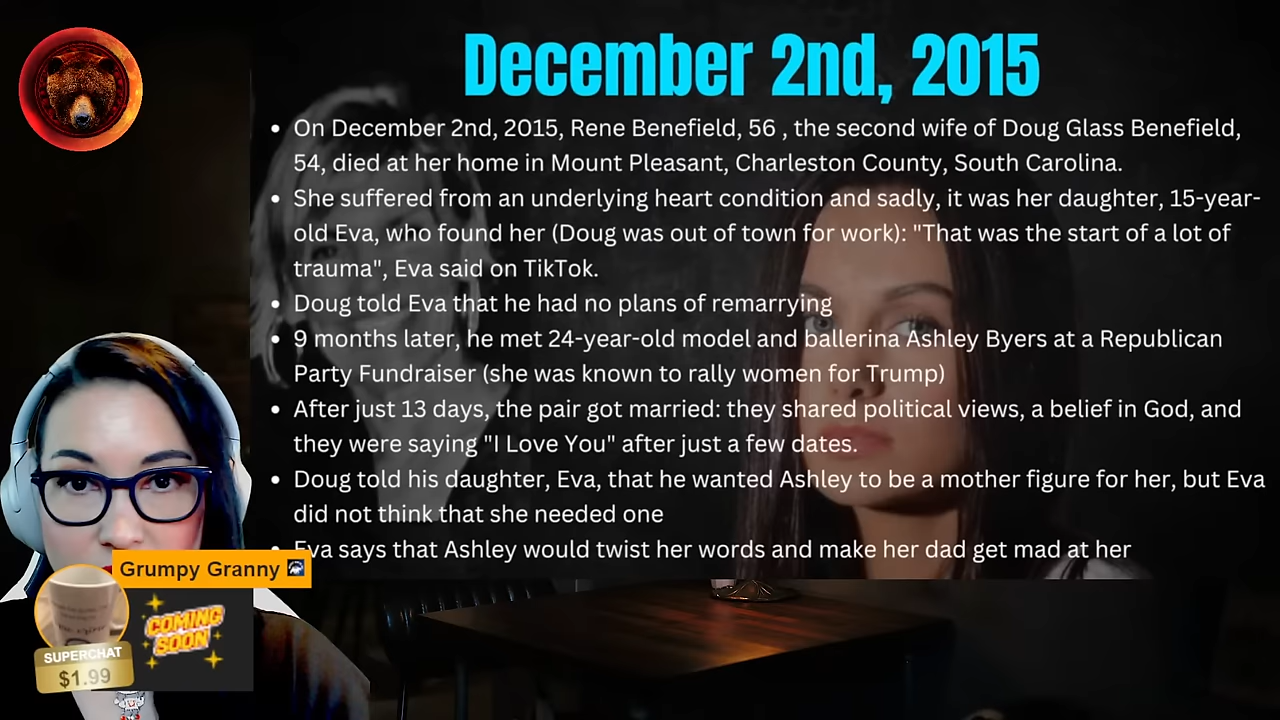 December 2nd, 2015
• On December 2nd, 2015, Rene Benefield, 56 , the second wife of Doug Glass Benefield,
54, died at her home in Mount Pleasant, Charleston County, South Carolina.
• She suffered from an underlying heart condition and sadly, it was her daughter, 15-year-
old Eva, who found her (Doug was out of town for work): "That was the start of a lot of
trauma", Eva said on TikTok.
• Doug told Eva that he had no plans of remarrying
• 9 months later, he met 24-year-old model and ballerina Ashley Byers at a Republican
Party Fundraiser (she was known to rally women for Trump)
• After just 13 days, the pair got married: they shared political views, a belief in God, and
they were saying "I Love You" after just a few dates.
• Doug told his daughter, Eva, that he wanted Ashley to be a mother figure for her, but Eva
did not think that she needed one
• Eva says that Ashley would twist her words and make her dad get mad at her
Grumpy Granny
COMING
SOON
SUPERCHAT
$1.99